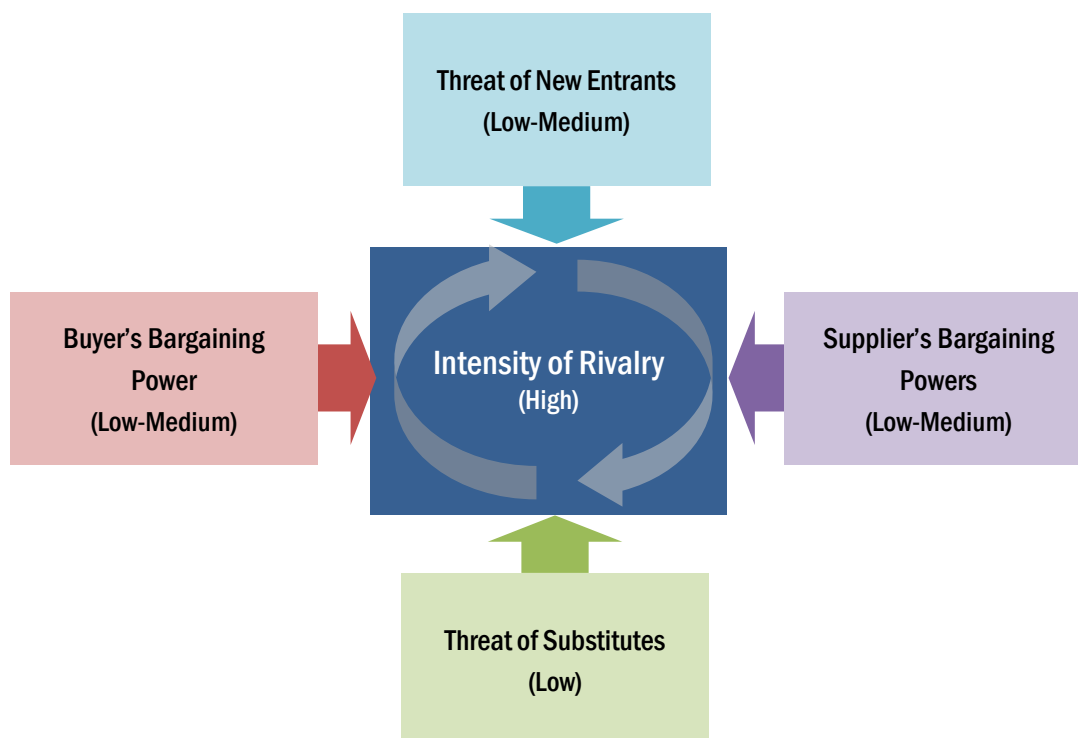 Threat of New Entrants
(Low-Medium)
Buyer’s Bargaining
Power
(Low-Medium)
Intensity of Rivalry
(High)
Supplier’s Bargaining
Powers
(Low-Medium)
Threat of Substitutes
(Low)